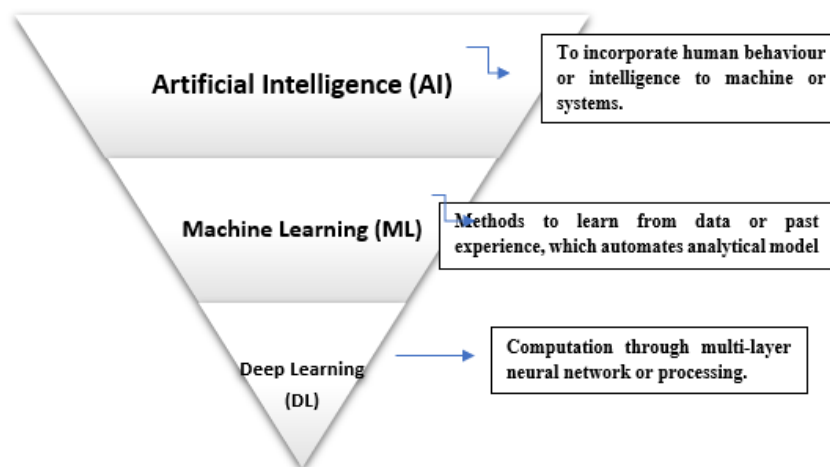 Artificial Intelligence (AI)
To incorporate human behaviour
or intelligence to machine or
systems.
Machine Learning (ML)
Methods to learn from data or past
experience, which automates analytical model
Deep Learning
(DL)
Computation through multi-layer
neural network or processing.